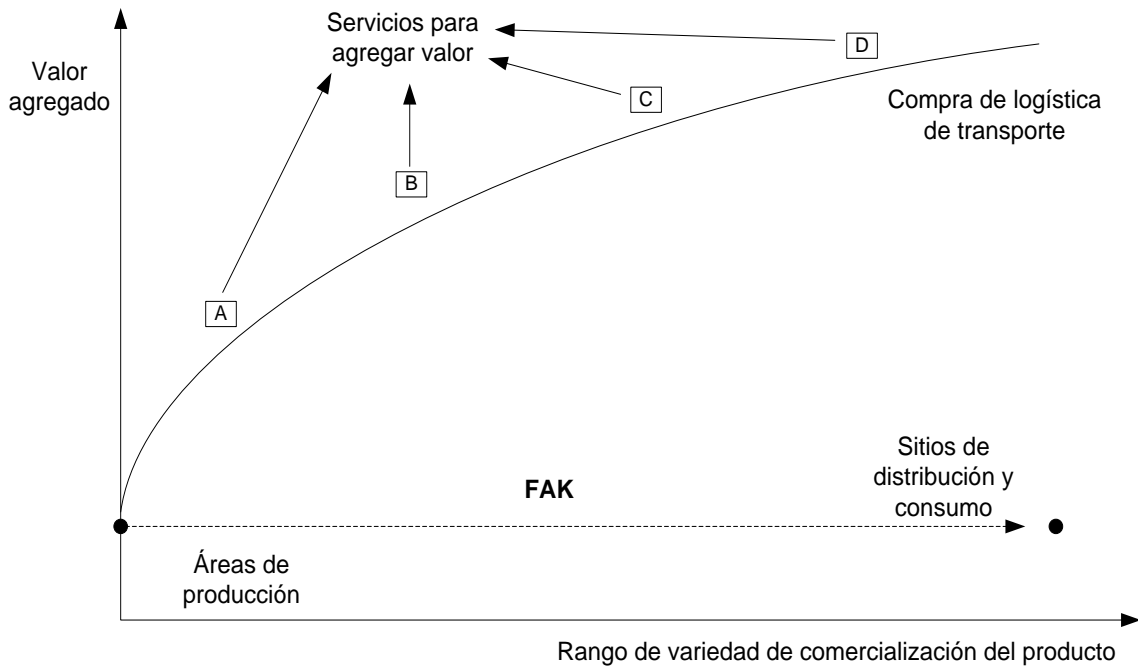 Servicios para
agregar valor
D
Valor
agregado
C
Compra de logística
de transporte
B
A
Sitios de
distribución y
consumo
FAK
Áreas de
producción
Rango de variedad de comercialización del producto